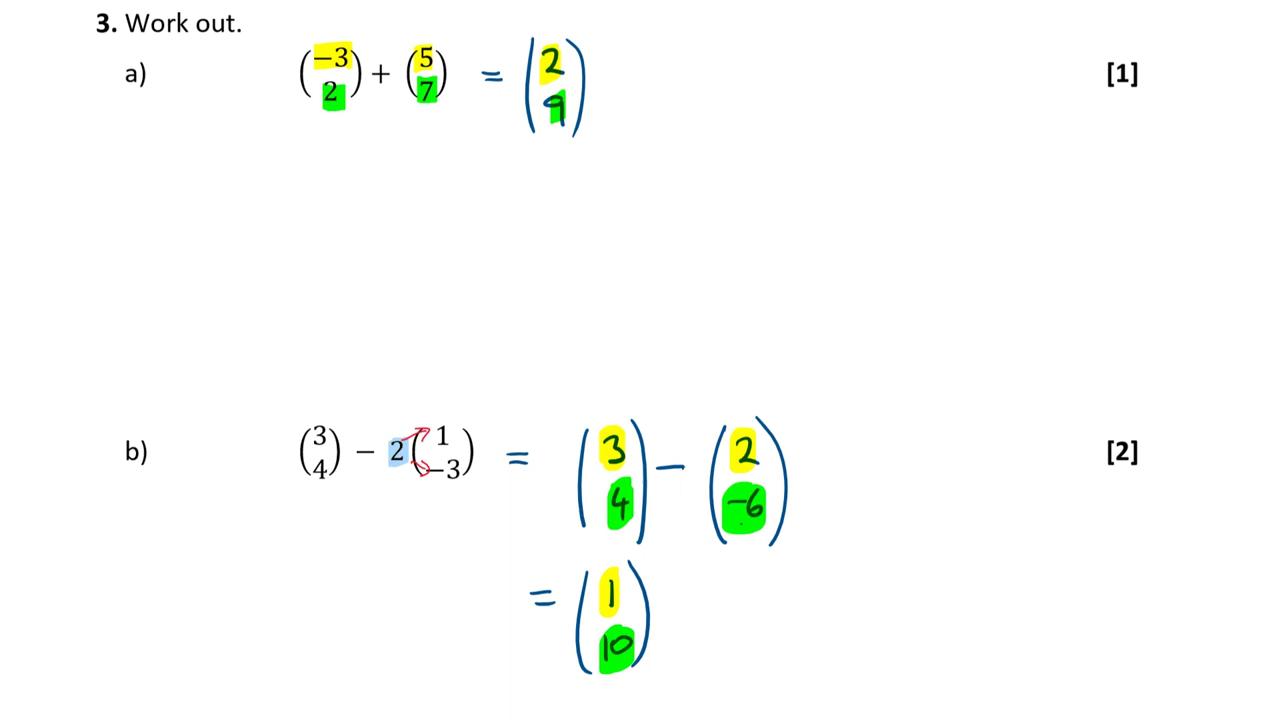 3. Work out.
a) (−3 2) + (5 7) = (2 9) [1]
b) (3 4) − 2(1 −3) = (3 4) − (2 −6) [2]
= (1 10)